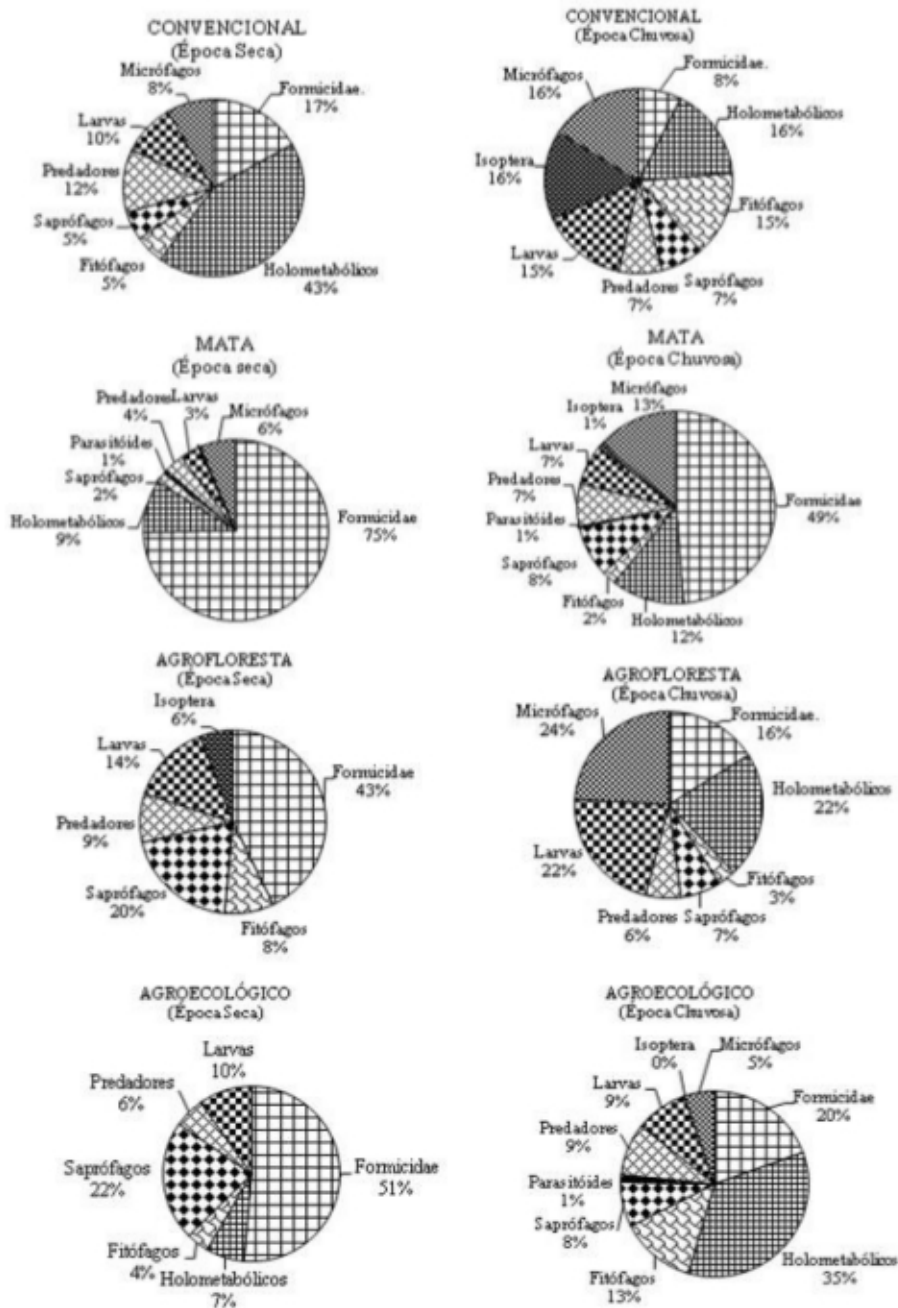 CONVENCIONAL
(Época Seca)
Micrófagos
8%
Formicidae.
17%
Larvas
10%
Predadores
12%
Saprófagos
5%
Fitófagos
5%
Holometabólicos
43%
CONVENCIONAL
(Época Chuvosa)
Micrófagos
16%
Formicidae.
8%
Holometabólicos
16%
Isoptera
16%
Fitófagos
15%
Larvas
15%
Predadores
7%
Saprófagos
7%
MATA
(Época seca)
Predadores
4%
Larvas
3%
Micrófagos
6%
Parasitóides
1%
Saprófagos
2%
Holometabólicos
9%
Formicidae
75%
MATA
(Época Chuvosa)
Micrófagos
13%
Isoptera
1%
Larvas
7%
Predadores
7%
Parasitóides
1%
Saprófagos
8%
Fitófagos
2%
Holometabólicos
12%
Formicidae
49%
AGROFLORESTA
(Época Seca)
Isoptera
6%
Larvas
14%
Formicidae
43%
Predadores
9%
Saprófagos
20%
Fitófagos
8%
AGROFLORESTA
(Época Chuvosa)
Micrófagos
24%
Formicidae.
16%
Holometabólicos
22%
Larvas
22%
Fitófagos
3%
Predadores
6%
Saprófagos
7%
AGROECOLÓGICO
(Época Seca)
Larvas
10%
Predadores
6%
Saprófagos
22%
Formicidae
51%
Fitófagos
4%
Holometabólicos
7%
AGROECOLÓGICO
(Época Chuvosa)
Isoptera
0%
Micrófagos
5%
Larvas
9%
Formicidae
20%
Predadores
9%
Parasitóides
1%
Saprófagos
8%
Fitófagos
13%
Holometabólicos
35%